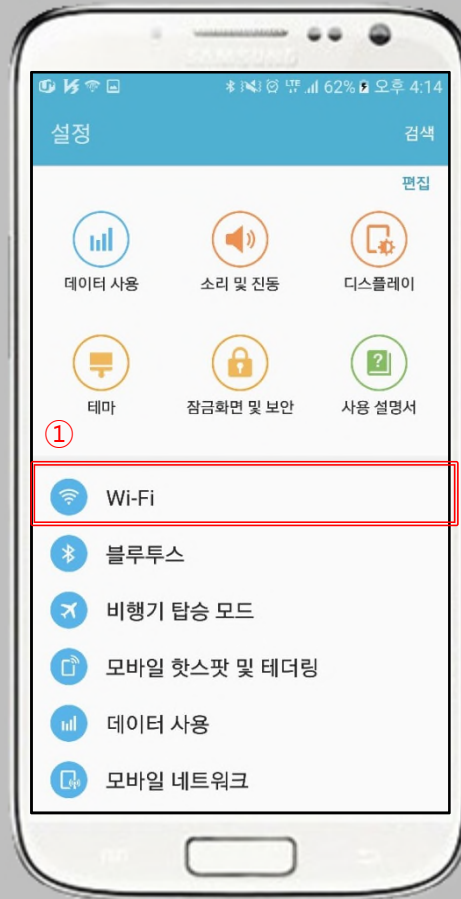 SAMSUNG
LTE 62% 오후 4:14
설정 검색
편집
데이터 사용 소리 및 진동 디스플레이
테마 잠금화면 및 보안 사용 설명서
①
Wi-Fi
블루투스
비행기 탑승 모드
모바일 핫스팟 및 테더링
데이터 사용
모바일 네트워크